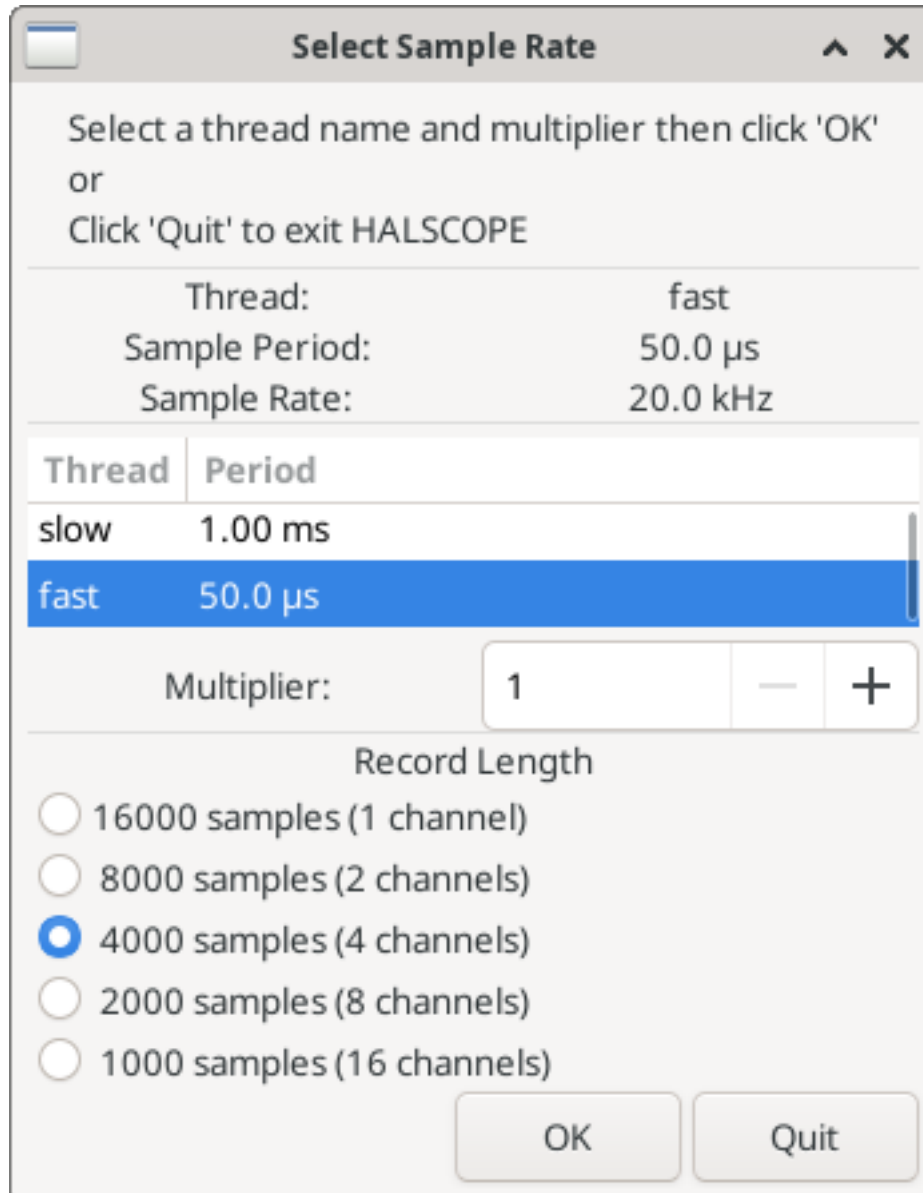 Select Sample Rate
Select a thread name and multiplier then click 'OK'
or
Click 'Quit' to exit HALSCOPE
Thread: fast
Sample Period: 50.0 µs
Sample Rate: 20.0 kHz
Thread Period
slow 1.00 ms
fast 50.0 µs
Multiplier: 1
Record Length
16000 samples (1 channel)
8000 samples (2 channels)
4000 samples (4 channels)
2000 samples (8 channels)
1000 samples (16 channels)
OK Quit